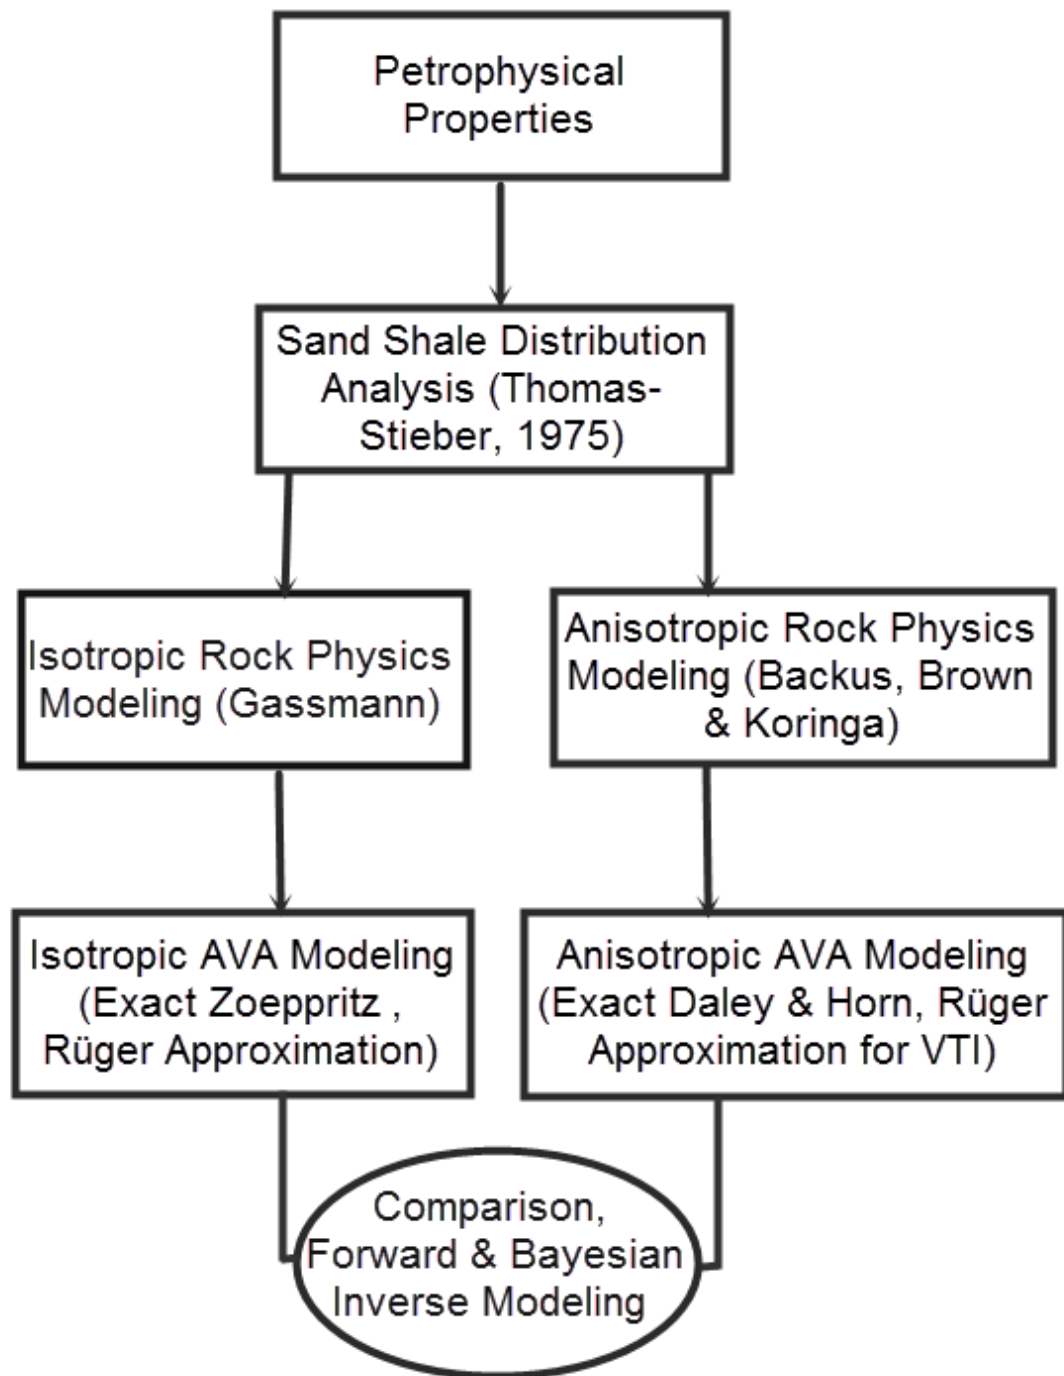 Petrophysical
Properties
Sand Shale Distribution
Analysis (Thomas-
Stieber, 1975)
Isotropic Rock Physics
Modeling (Gassmann)
Anisotropic Rock Physics
Modeling (Backus, Brown
& Koringa)
Isotropic AVA Modeling
(Exact Zoeppritz ,
Rüger Approximation)
Anisotropic AVA Modeling
(Exact Daley & Horn, Rüger
Approximation for VTI)
Comparison,
Forward & Bayesian
Inverse Modeling